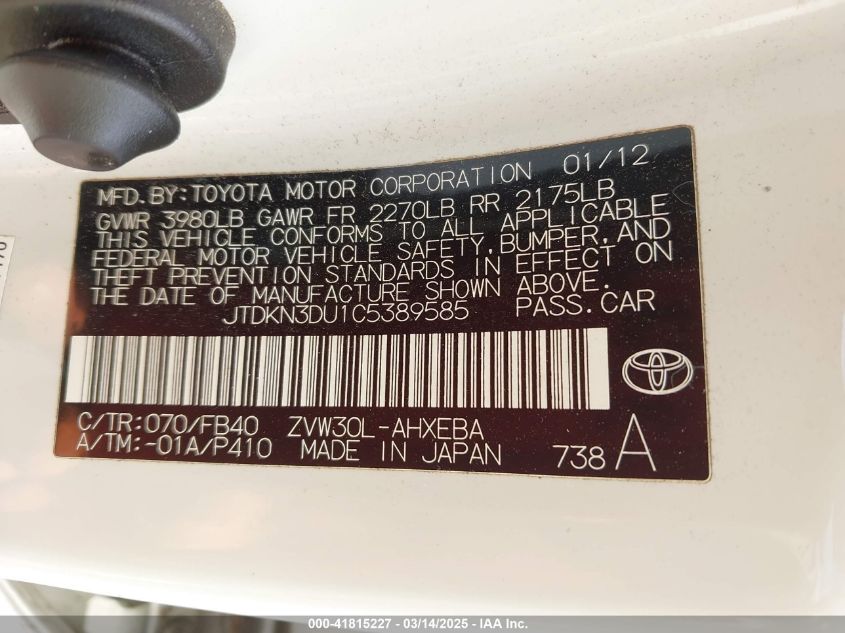 MFD. BY: TOYOTA MOTOR CORPORATION 01/12
GVWR 3980LB GAWR FR 2270LB RR 2175LB
THIS VEHICLE CONFORMS TO ALL APPLICABLE
FEDERAL MOTOR VEHICLE SAFETY, BUMPER, AND
THEFT PREVENTION STANDARDS IN EFFECT ON
THE DATE OF MANUFACTURE SHOWN ABOVE.
JTDKN3DU1C5389585 PASS. CAR
C/TR: 070/FB40 ZVW30L-AHXEBA
A/TM: -01A/P410 MADE IN JAPAN 738 A
000-41815227 - 03/14/2025 - IAA Inc.